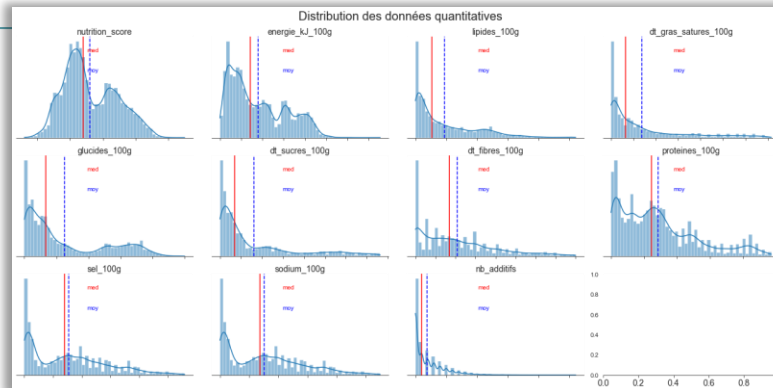 Distribution des données quantitatives
nutrition_score
energie_kJ_100g
lipides_100g
dt_gras_satures_100g
med
moy
med
moy
med
moy
med
moy
glucides_100g
dt_sucres_100g
dt_fibres_100g
proteines_100g
med
moy
med
moy
med
moy
med
moy
sel_100g
sodium_100g
nb_additifs
med
moy
med
moy
med
moy
1.0
0.8
0.6
0.4
0.2
0.0
0.0
0.2
0.4
0.6
0.8